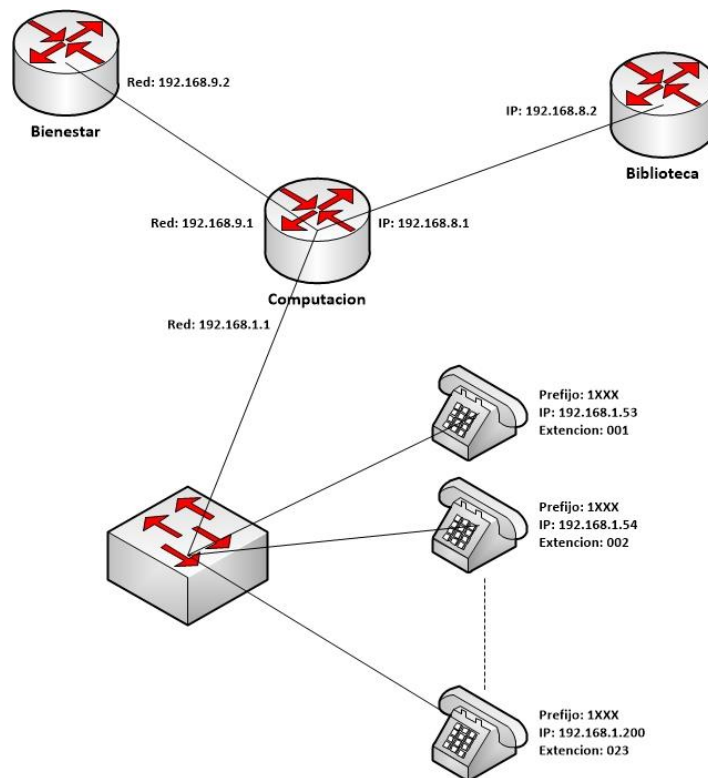 Red: 192.168.9.2
Bienestar
IP: 192.168.8.2
Biblioteca
Red: 192.168.9.1
IP: 192.168.8.1
Computacion
Red: 192.168.1.1
Prefijo: 1XXX
IP: 192.168.1.53
Extencion: 001
Prefijo: 1XXX
IP: 192.168.1.54
Extencion: 002
Prefijo: 1XXX
IP: 192.168.1.200
Extencion: 023